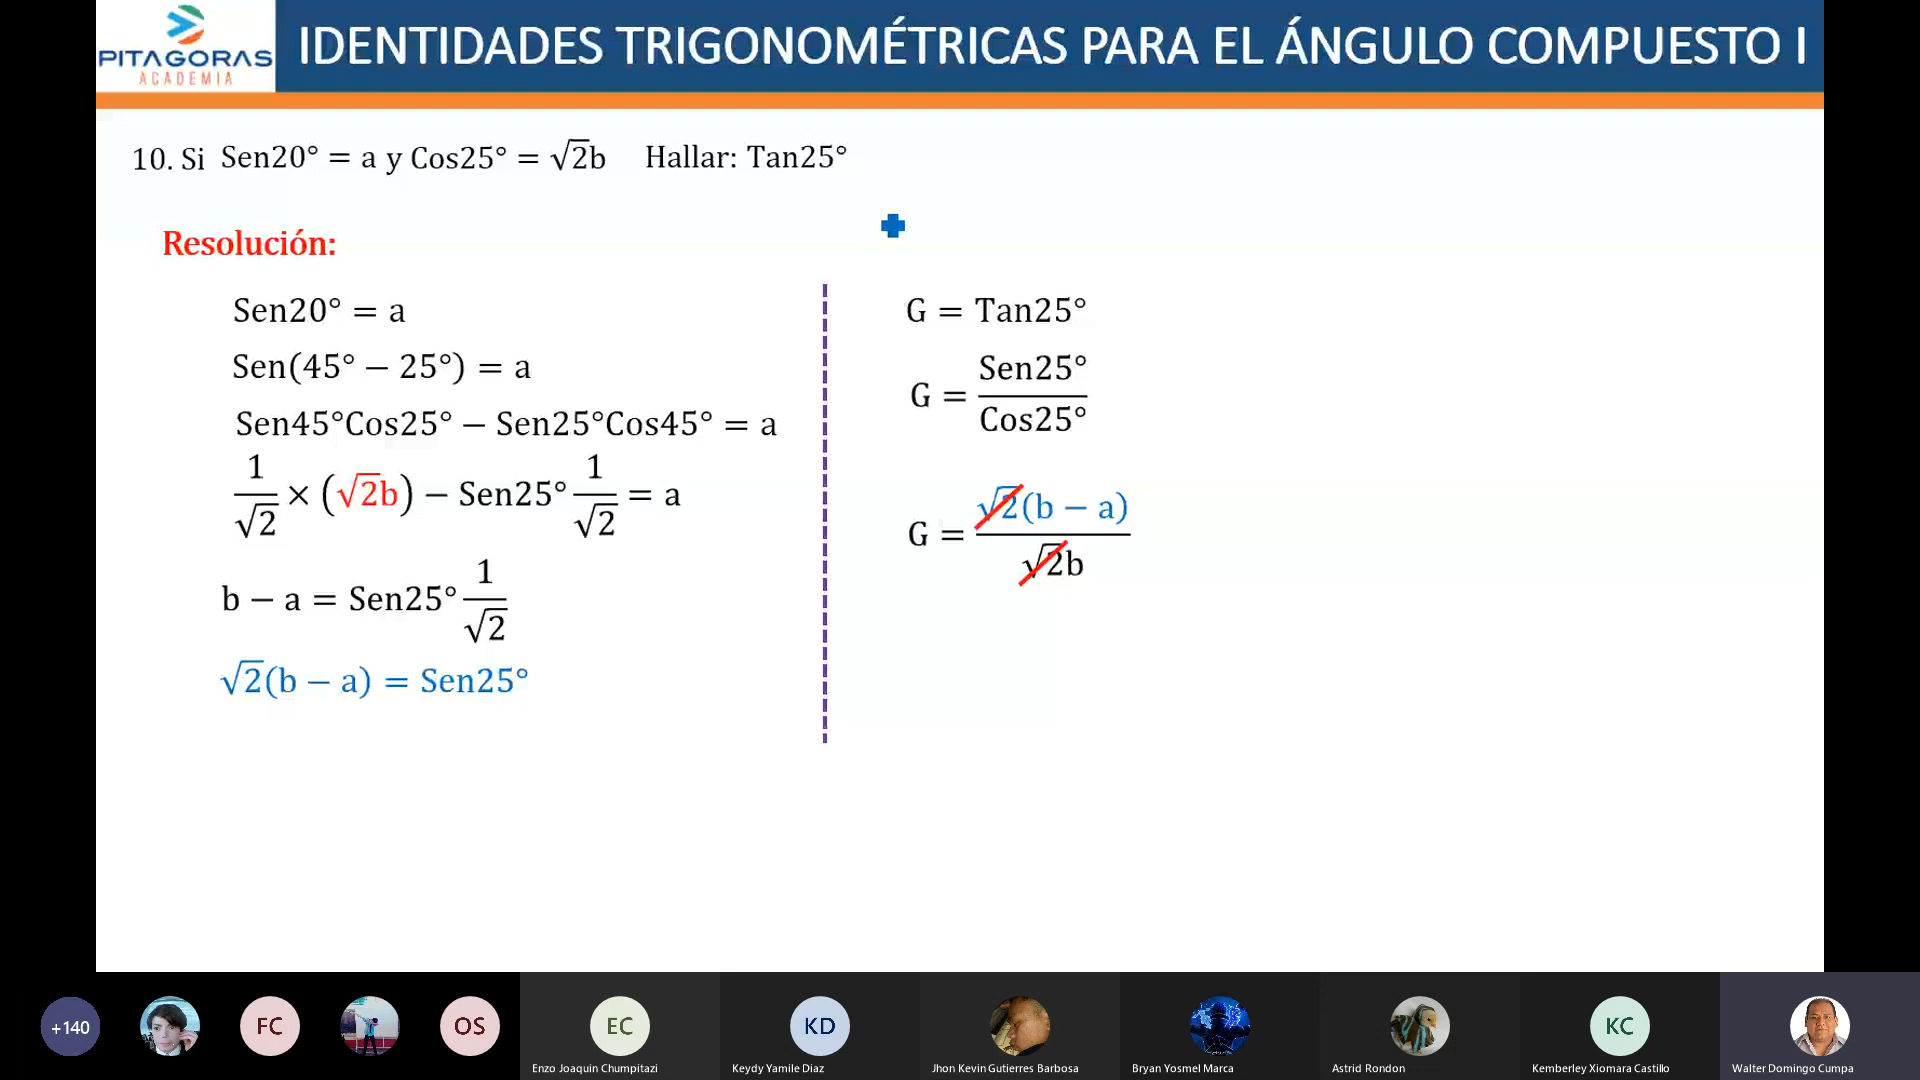 PITAGORAS
ACADEMIA
IDENTIDADES TRIGONOMÉTRICAS PARA EL ÁNGULO COMPUESTO I
10. Si Sen20° = a y Cos25° = √2b Hallar: Tan25°
Resolución:
Sen20° = a
Sen(45° − 25°) = a
Sen45°Cos25° − Sen25°Cos45° = a
1/√2 × (√2b) − Sen25° 1/√2 = a
b − a = Sen25° 1/√2
√2(b − a) = Sen25°
G = Tan25°
G = Sen25°/Cos25°
G = √2(b − a)/√2b
+140
FC
OS
EC
KD
KC
Enzo Joaquin Chumpitazi
Keydy Yamile Diaz
Jhon Kevin Gutierres Barbosa
Bryan Yosmel Marca
Astrid Rondon
Kemberley Xiomara Castillo
Walter Domingo Cumpa